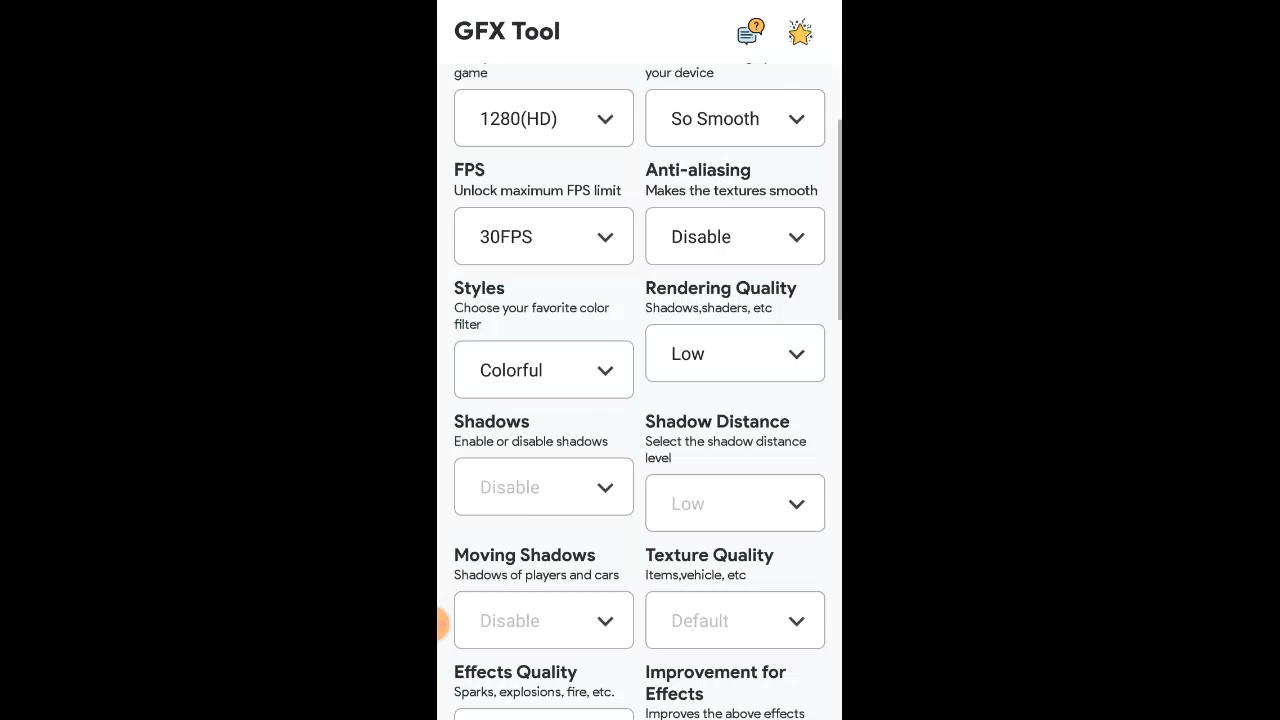 GFX Tool
?
game
your device
1280(HD)
So Smooth
FPS
Unlock maximum FPS limit
30FPS
Anti-aliasing
Makes the textures smooth
Disable
Styles
Choose your favorite color
filter
Colorful
Rendering Quality
Shadows,shaders, etc
Low
Shadows
Enable or disable shadows
Disable
Shadow Distance
Select the shadow distance
level
Low
Moving Shadows
Shadows of players and cars
Disable
Texture Quality
Items,vehicle, etc
Default
Effects Quality
Sparks, explosions, fire, etc.
Improvement for
Effects
Improves the above effects